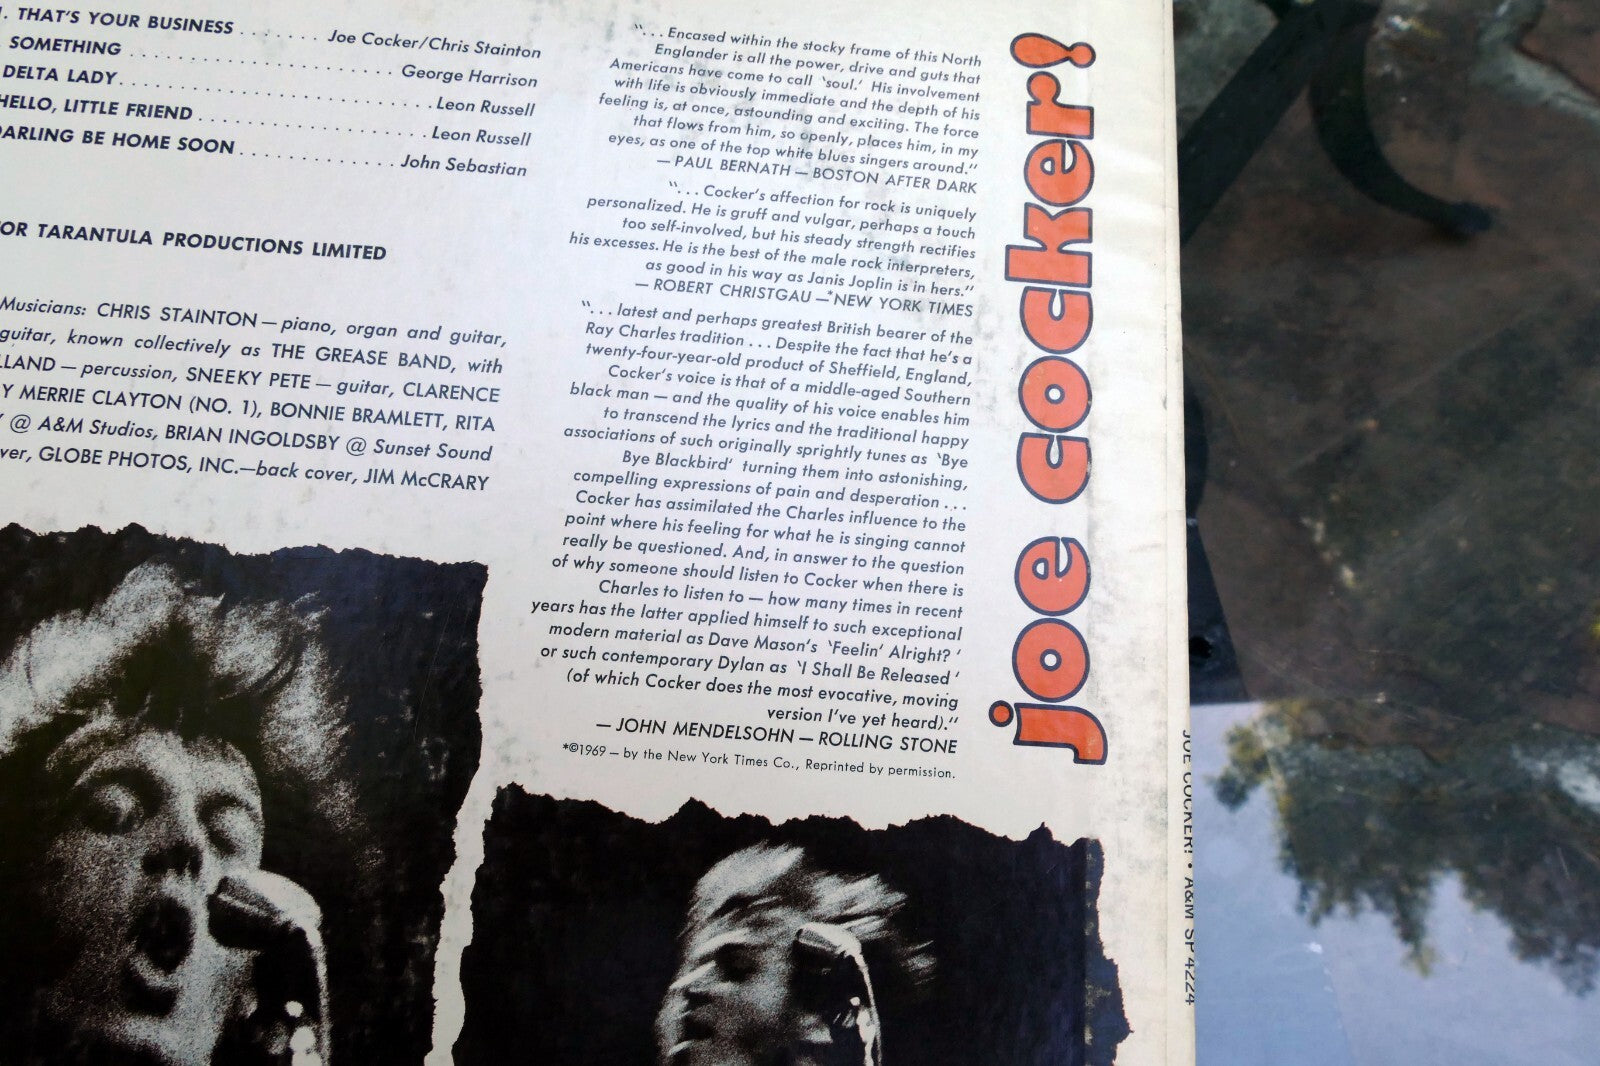 1. THAT'S YOUR BUSINESS . . . . . . . Joe Cocker/Chris Stainton
SOMETHING . . . . . . . . . . . . . . . . . . . . . . . George Harrison
DELTA LADY. . . . . . . . . . . . . . . . . . . . . . . . . . . Leon Russell
HELLO, LITTLE FRIEND . . . . . . . . . . . . . . . . . . . . Leon Russell
DARLING BE HOME SOON . . . . . . . . . . . . . John Sebastian
OR TARANTULA PRODUCTIONS LIMITED
Musicians: CHRIS STAINTON — piano, organ and guitar,
guitar, known collectively as THE GREASE BAND, with
LLAND — percussion, SNEEKY PETE — guitar, CLARENCE
Y MERRIE CLAYTON (NO. 1), BONNIE BRAMLETT, RITA
Y @ A&M Studios, BRIAN INGOLDSBY @ Sunset Sound
ver, GLOBE PHOTOS, INC.—back cover, JIM McCRARY
". . . Encased within the stocky frame of this North
Englander is all the power, drive and guts that
Americans have come to call 'soul.' His involvement
with life is obviously immediate and the depth of his
feeling is, at once, astounding and exciting. The force
that flows from him, so openly, places him, in my
eyes, as one of the top white blues singers around."
— PAUL BERNATH — BOSTON AFTER DARK
". . . Cocker's affection for rock is uniquely
personalized. He is gruff and vulgar, perhaps a touch
too self-involved, but his steady strength rectifies
his excesses. He is the best of the male rock interpreters,
as good in his way as Janis Joplin is in hers."
— ROBERT CHRISTGAU —*NEW YORK TIMES
". . . latest and perhaps greatest British bearer of the
Ray Charles tradition . . . Despite the fact that he's a
twenty-four-year-old product of Sheffield, England,
Cocker's voice is that of a middle-aged Southern
black man — and the quality of his voice enables him
to transcend the lyrics and the traditional happy
associations of such originally sprightly tunes as 'Bye
Bye Blackbird' turning them into astonishing,
compelling expressions of pain and desperation . . .
Cocker has assimilated the Charles influence to the
point where his feeling for what he is singing cannot
really be questioned. And, in answer to the question
of why someone should listen to Cocker when there is
Charles to listen to — how many times in recent
years has the latter applied himself to such exceptional
modern material as Dave Mason's 'Feelin' Alright? '
or such contemporary Dylan as 'I Shall Be Released '
(of which Cocker does the most evocative, moving
version I've yet heard)."
— JOHN MENDELSOHN — ROLLING STONE
*©1969 — by the New York Times Co., Reprinted by permission.
joe cocker!
JOE COCKER! • A&M SP 4224